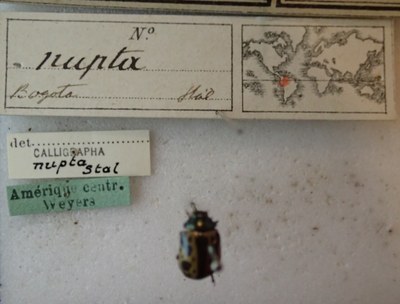 Nº
nupta
Bogota Stål
det.
CALLIGRAPHA
nupta
Stal
Amérique centr.
Weyers